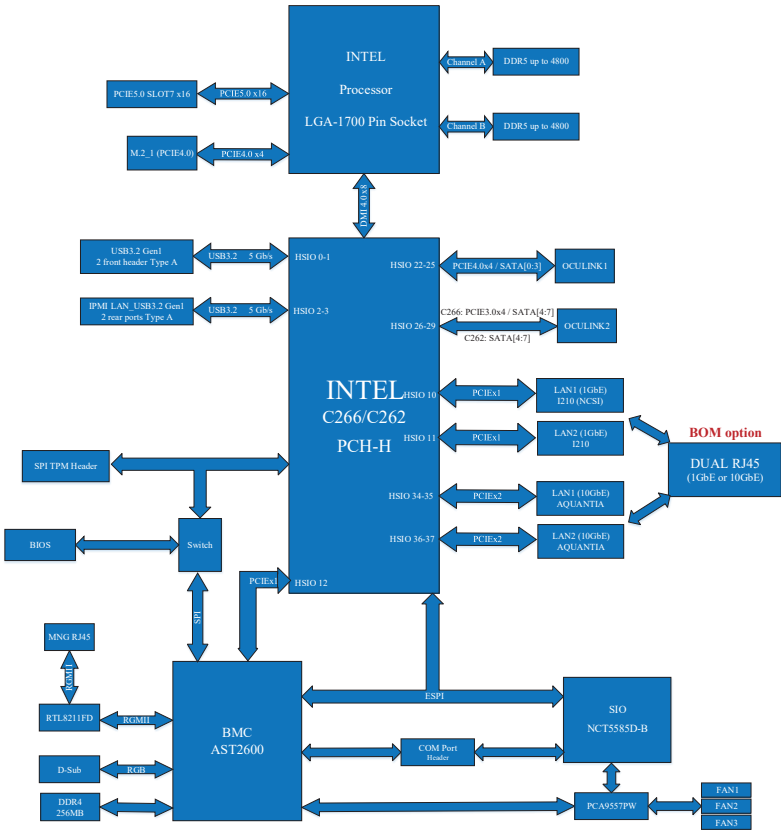 INTEL
Processor
LGA-1700 Pin Socket
Channel A
DDR5 up to 4800
PCIE5.0 SLOT7 x16
PCIE5.0 x16
Channel B
DDR5 up to 4800
M.2_1 (PCIE4.0)
PCIE4.0 x4
DMI 4.0 x8
USB3.2 Gen1
2 front header Type A
USB3.2 5 Gb/s
HSIO 0-1
HSIO 22-25
PCIE4.0x4 / SATA[0:3]
OCULINK1
IPMI LAN_USB3.2 Gen1
2 rear ports Type A
USB3.2 5 Gb/s
HSIO 2-3
HSIO 26-29
C266: PCIE3.0x4 / SATA[4:7]
C262: SATA[4:7]
OCULINK2
INTEL
C266/C262
PCH-H
HSIO 10
PCIEx1
LAN1 (1GbE)
I210 (NCSI)
HSIO 11
PCIEx1
LAN2 (1GbE)
I210
BOM option
DUAL RJ45
(1GbE or 10GbE)
HSIO 34-35
PCIEx2
LAN1 (10GbE)
AQUANTIA
HSIO 36-37
PCIEx2
LAN2 (10GbE)
AQUANTIA
SPI TPM Header
BIOS
Switch
SPI
PCIEx1
HSIO 12
MNG RJ45
RGMII
RTL8211FD
RGMII
BMC
AST2600
ESPI
SIO
NCT5585D-B
COM Port
Header
D-Sub
RGB
DDR4
256MB
PCA9557PW
FAN1
FAN2
FAN3